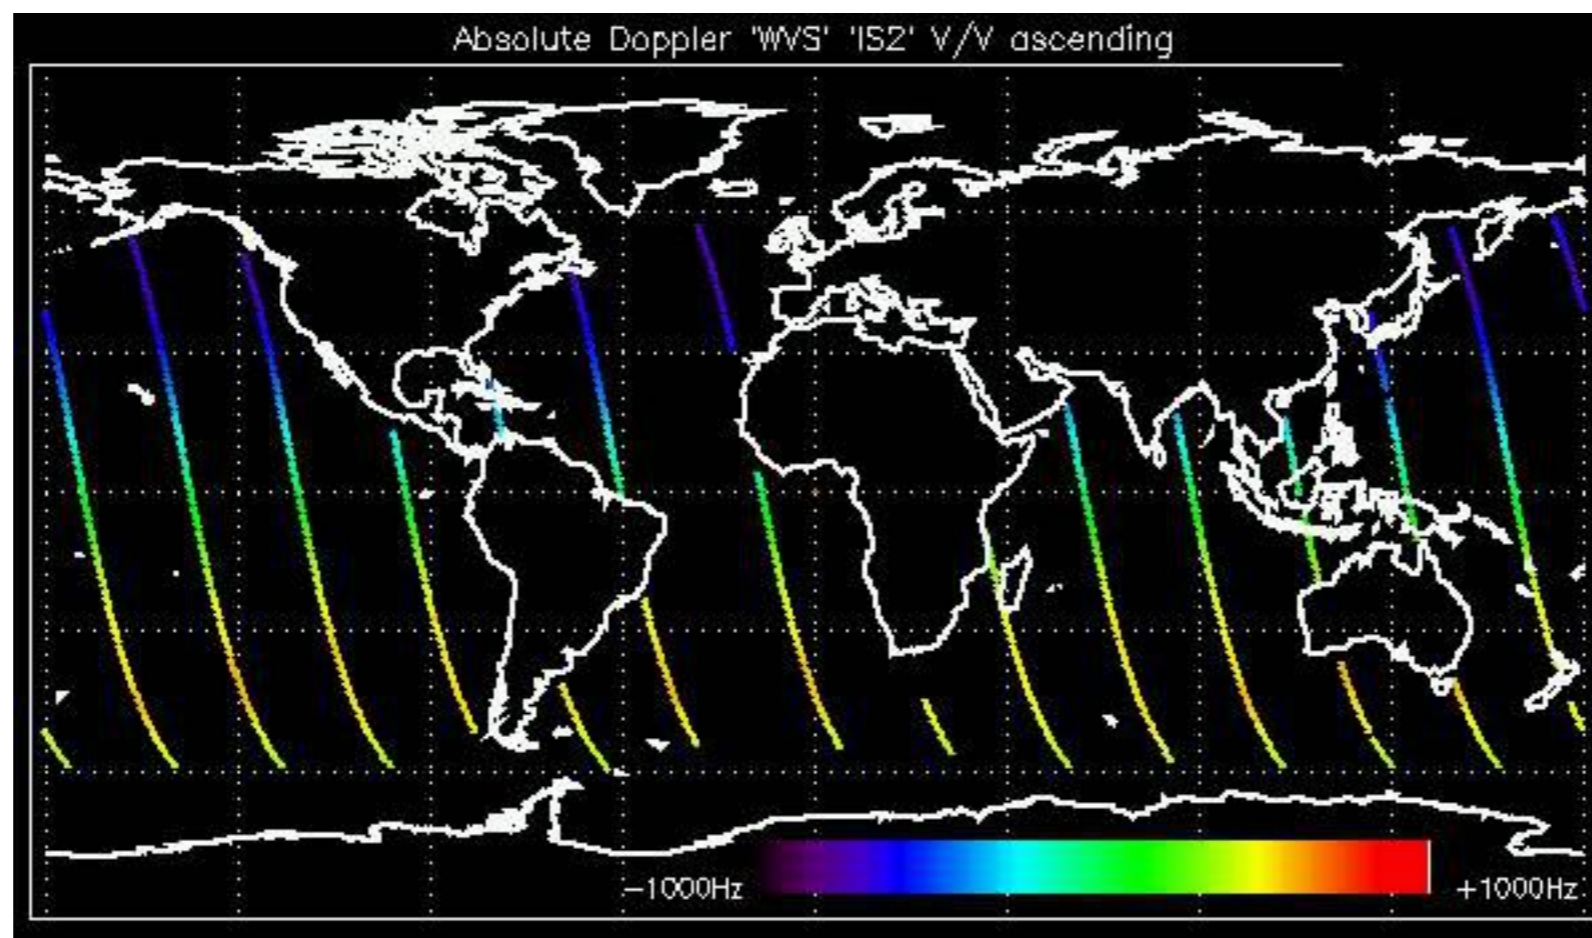 Absolute Doppler 'WVS' 'IS2' V/V ascending
−1000Hz +1000Hz